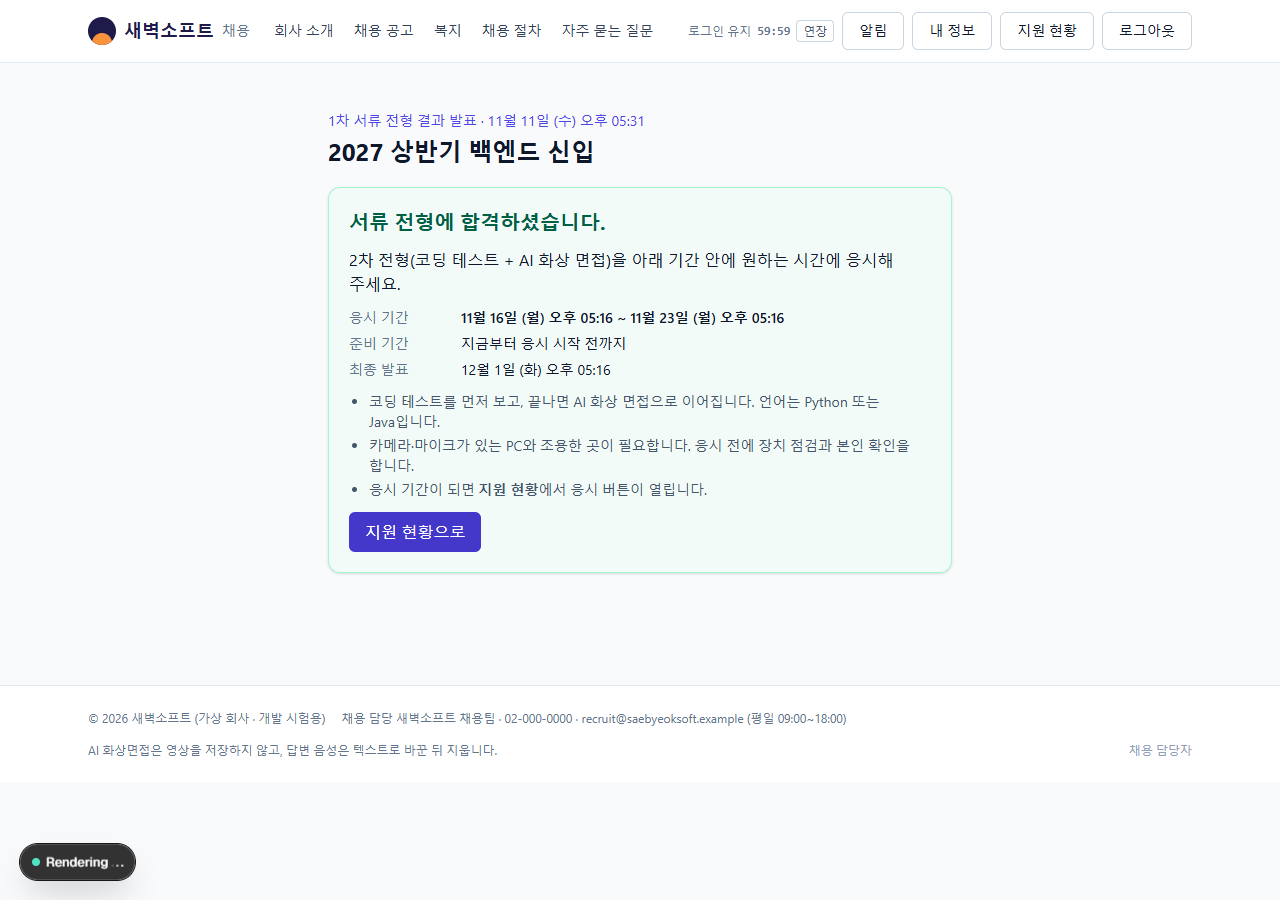 새벽소프트 채용 회사 소개 채용 공고 복지 채용 절차 자주 묻는 질문 로그인 유지 59:59 연장 알림 내 정보 지원 현황 로그아웃
1차 서류 전형 결과 발표 · 11월 11일 (수) 오후 05:31
2027 상반기 백엔드 신입
서류 전형에 합격하셨습니다.
2차 전형(코딩 테스트 + AI 화상 면접)을 아래 기간 안에 원하는 시간에 응시해
주세요.
응시 기간 11월 16일 (월) 오후 05:16 ~ 11월 23일 (월) 오후 05:16
준비 기간 지금부터 응시 시작 전까지
최종 발표 12월 1일 (화) 오후 05:16
• 코딩 테스트를 먼저 보고, 끝나면 AI 화상 면접으로 이어집니다. 언어는 Python 또는
Java입니다.
• 카메라·마이크가 있는 PC와 조용한 곳이 필요합니다. 응시 전에 장치 점검과 본인 확인을
합니다.
• 응시 기간이 되면 지원 현황에서 응시 버튼이 열립니다.
지원 현황으로
© 2026 새벽소프트 (가상 회사 · 개발 시험용) 채용 담당 새벽소프트 채용팀 · 02-000-0000 · recruit@saebyeoksoft.example (평일 09:00~18:00)
AI 화상면접은 영상을 저장하지 않고, 답변 음성은 텍스트로 바꾼 뒤 지웁니다. 채용 담당자
Rendering ...